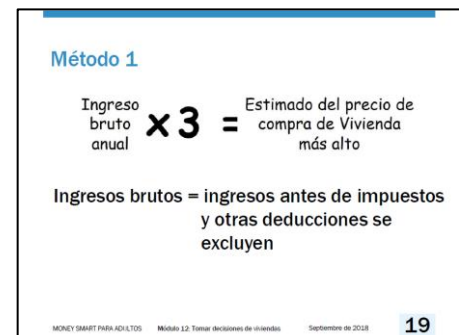 Método 1
Ingreso
bruto
anual
x 3 =
Estimado del precio de
compra de Vivienda
más alto
Ingresos brutos = ingresos antes de impuestos
y otras deducciones se
excluyen
MONEY SMART PARA ADULTOS Módulo 12: Tomar decisiones de viviendas Septiembre de 2018 19